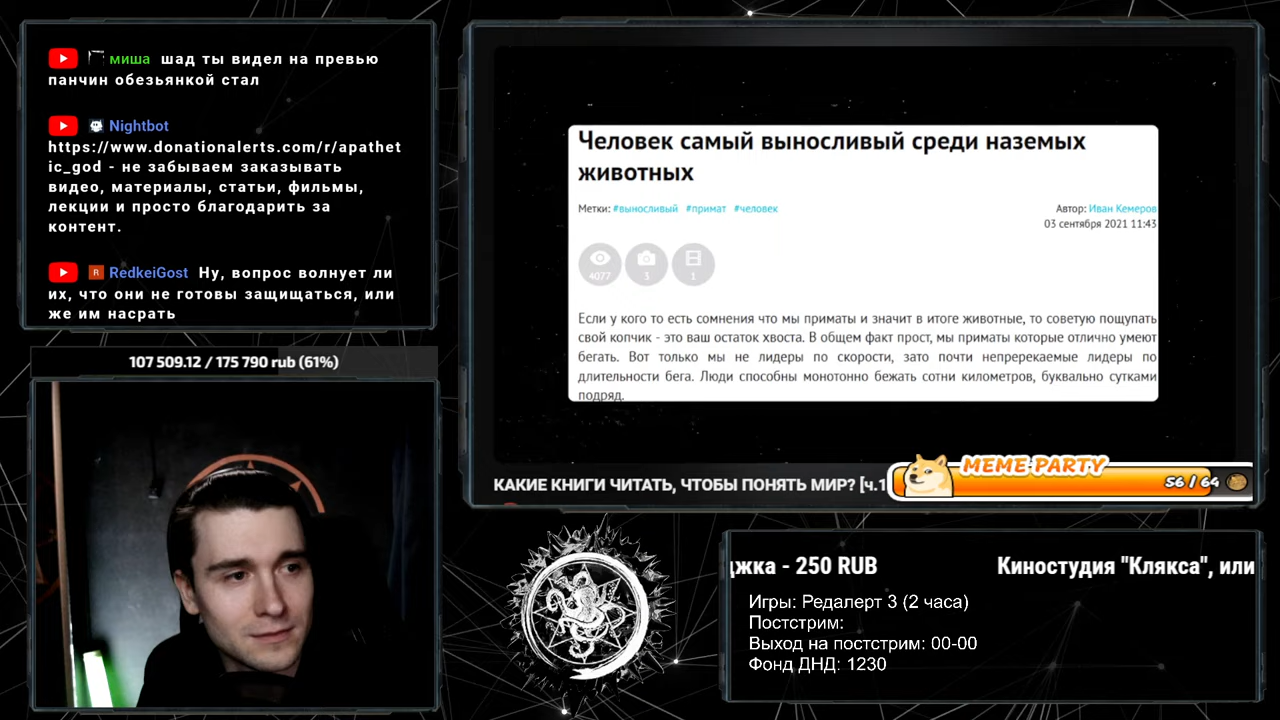 миша шад ты видел на превью
панчин обезьянкой стал
Nightbot
https://www.donationalerts.com/r/apathet
ic_god - не забываем заказывать
видео, материалы, статьи, фильмы,
лекции и просто благодарить за
контент.
R RedkeiGost Ну, вопрос волнует ли
их, что они не готовы защищаться, или
же им насрать
107 509.12 / 175 790 rub (61%)
Человек самый выносливый среди наземых
животных
Метки: #выносливый #примат #человек
Автор: Иван Кемеров
03 сентября 2021 11:43
4077 3 1
Если у кого то есть сомнения что мы приматы и значит в итоге животные, то советую пощупать
свой копчик - это ваш остаток хвоста. В общем факт прост, мы приматы которые отлично умеют
бегать. Вот только мы не лидеры по скорости, зато почти непререкаемые лидеры по
длительности бега. Люди способны монотонно бежать сотни километров, буквально сутками
подряд.
MEME PARTY
56 / 64
КАКИЕ КНИГИ ЧИТАТЬ, ЧТОБЫ ПОНЯТЬ МИР? [ч.1
джка - 250 RUB Киностудия "Клякса", или
Игры: Редалерт 3 (2 часа)
Постстрим:
Выход на постстрим: 00-00
Фонд ДНД: 1230